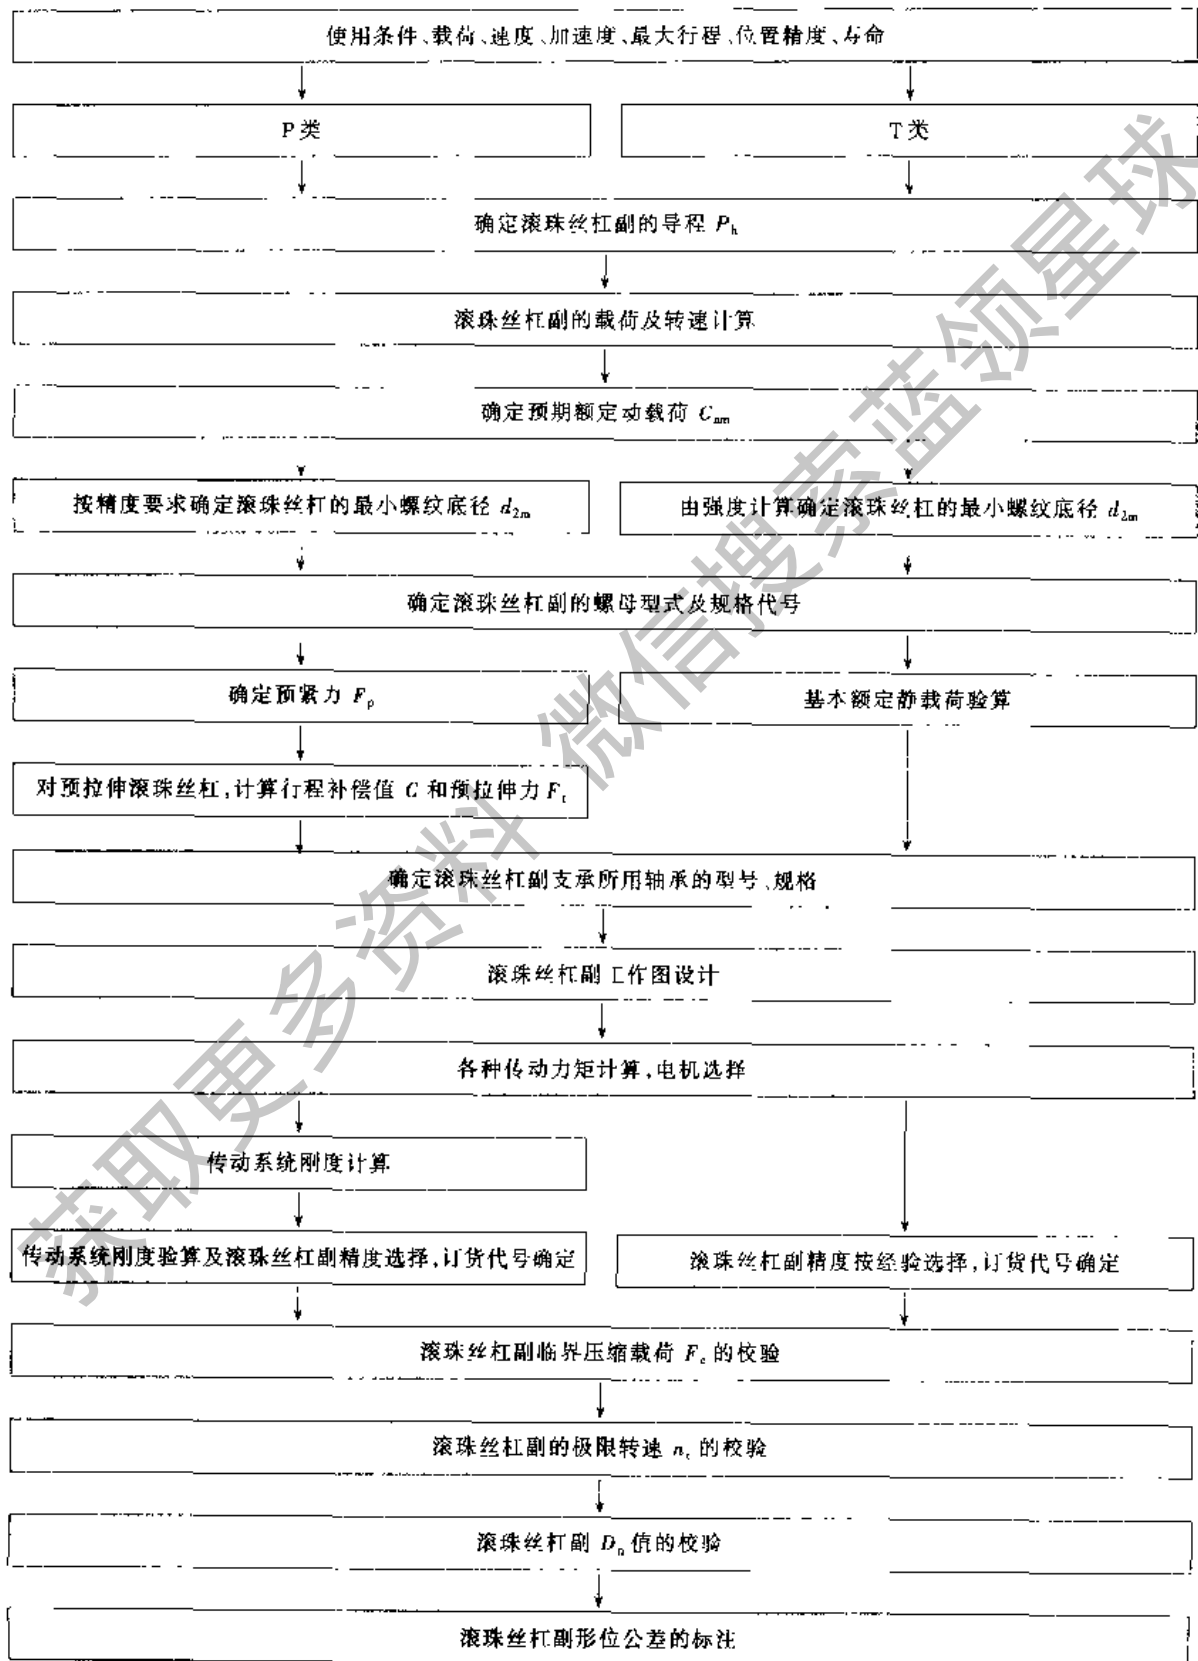 使用条件、载荷、速度、加速度、最大行程、位置精度、寿命
P 类
T 类
确定滚珠丝杠副的导程 Pₕ
滚珠丝杠副的载荷及转速计算
确定预期额定动载荷 Cₐₘ
按精度要求确定滚珠丝杠的最小螺纹底径 d₂ₘ
由强度计算确定滚珠丝杠的最小螺纹底径 d₂ₘ
确定滚珠丝杠副的螺母型式及规格代号
确定预紧力 Fₚ
基本额定静载荷验算
对预拉伸滚珠丝杠,计算行程补偿值 C 和预拉伸力 Fₜ
确定滚珠丝杠副支承所用轴承的型号、规格
滚珠丝杠副工作图设计
各种传动力矩计算,电机选择
传动系统刚度计算
传动系统刚度验算及滚珠丝杠副精度选择,订货代号确定
滚珠丝杠副精度按经验选择,订货代号确定
滚珠丝杠副临界压缩载荷 F꜀ 的校验
滚珠丝杠副的极限转速 n꜀ 的校验
滚珠丝杠副 Dₙ 值的校验
滚珠丝杠副形位公差的标注
获取更多资料 微信搜索蓝领星球